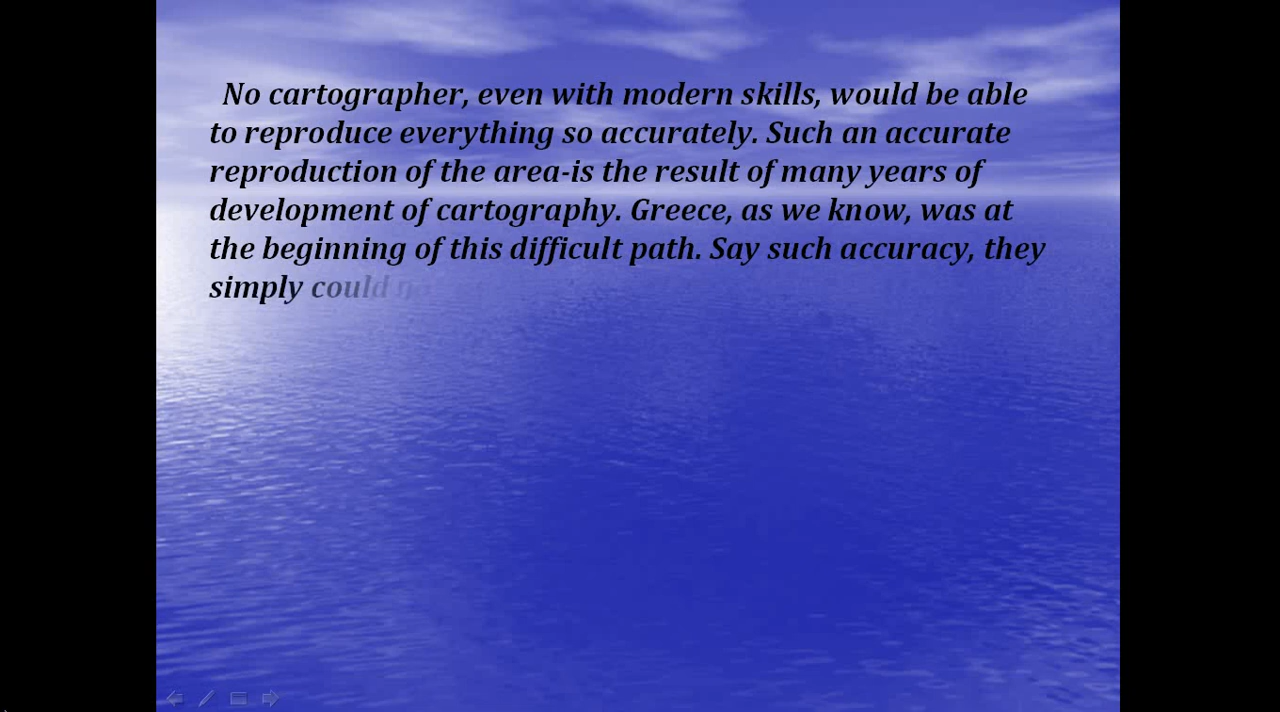 No cartographer, even with modern skills, would be able
to reproduce everything so accurately. Such an accurate
reproduction of the area-is the result of many years of
development of cartography. Greece, as we know, was at
the beginning of this difficult path. Say such accuracy, they
simply could